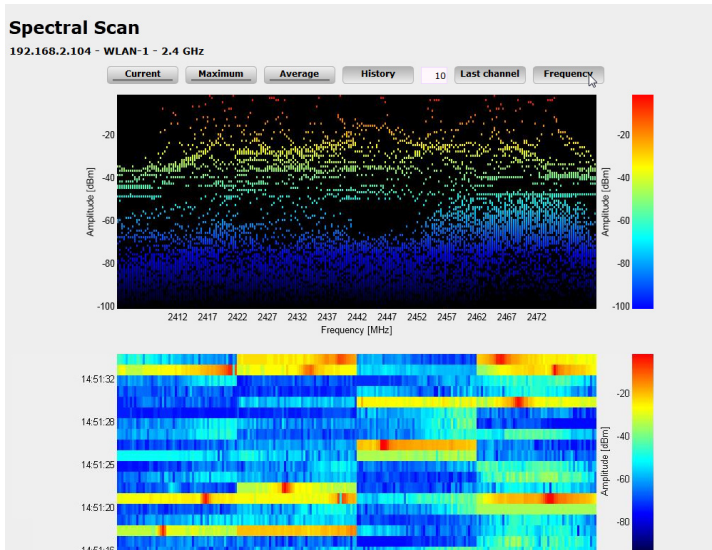 Spectral Scan
192.168.2.104 - WLAN-1 - 2.4 GHz
Current Maximum Average History 10 Last channel Frequency
-20 -20
-40 -40
-60 -60
-80 -80
-100 -100
Amplitude [dBm] Amplitude [dBm]
2412 2417 2422 2427 2432 2437 2442 2447 2452 2457 2462 2467 2472
Frequency [MHz]
14:51:32
14:51:28
14:51:25
14:51:20
-20
-40
-60
-80
Amplitude [dBm]